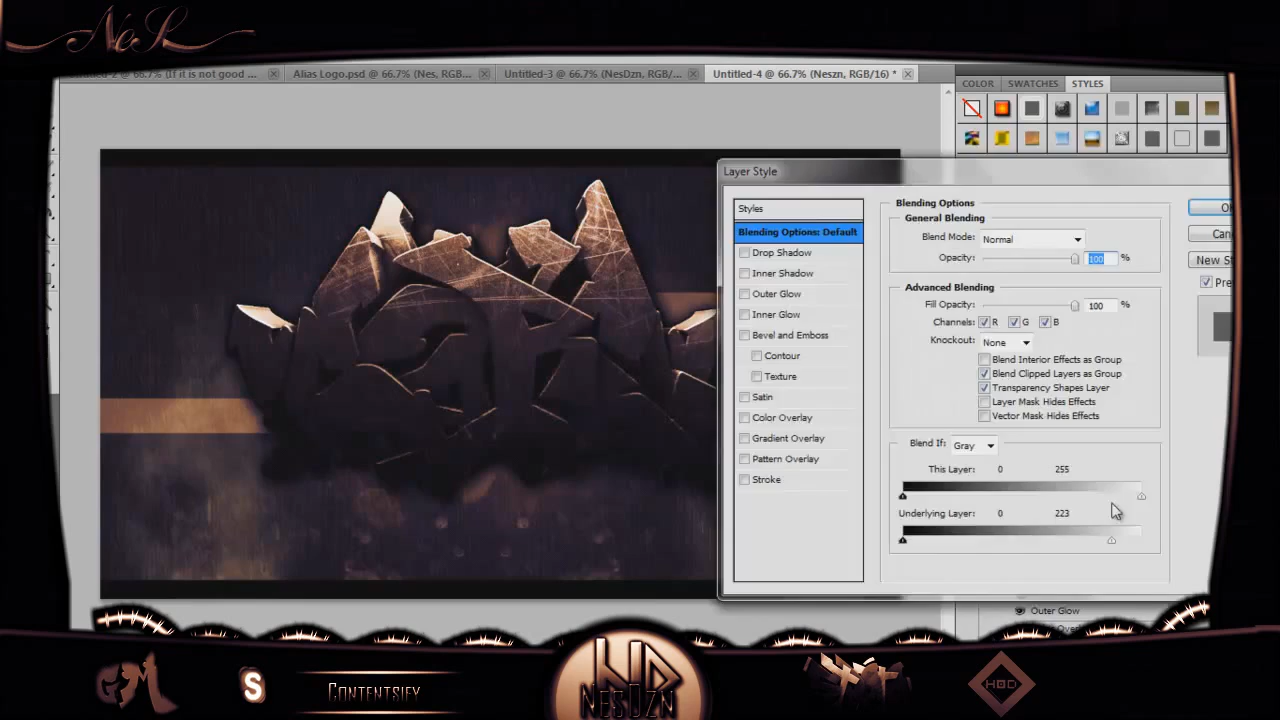 NeS
Untitled-2 @ 66.7% (If it is not good ...
Alias Logo.psd @ 66.7% (Nes, RGB...
Untitled-3 @ 66.7% (NesDzn, RGB/...
Untitled-4 @ 66.7% (Neszn, RGB/16) *
COLOR
SWATCHES
STYLES
Layer Style
Styles
Blending Options: Default
Drop Shadow
Inner Shadow
Outer Glow
Inner Glow
Bevel and Emboss
Contour
Texture
Satin
Color Overlay
Gradient Overlay
Pattern Overlay
Stroke
Blending Options
General Blending
Blend Mode: Normal
Opacity: 100 %
Advanced Blending
Fill Opacity: 100 %
Channels: R G B
Knockout: None
Blend Interior Effects as Group
Blend Clipped Layers as Group
Transparency Shapes Layer
Layer Mask Hides Effects
Vector Mask Hides Effects
Blend If: Gray
This Layer: 0 255
Underlying Layer: 0 223
New St
Outer Glow
GM
S
Contentsify
NesDzn
HOD